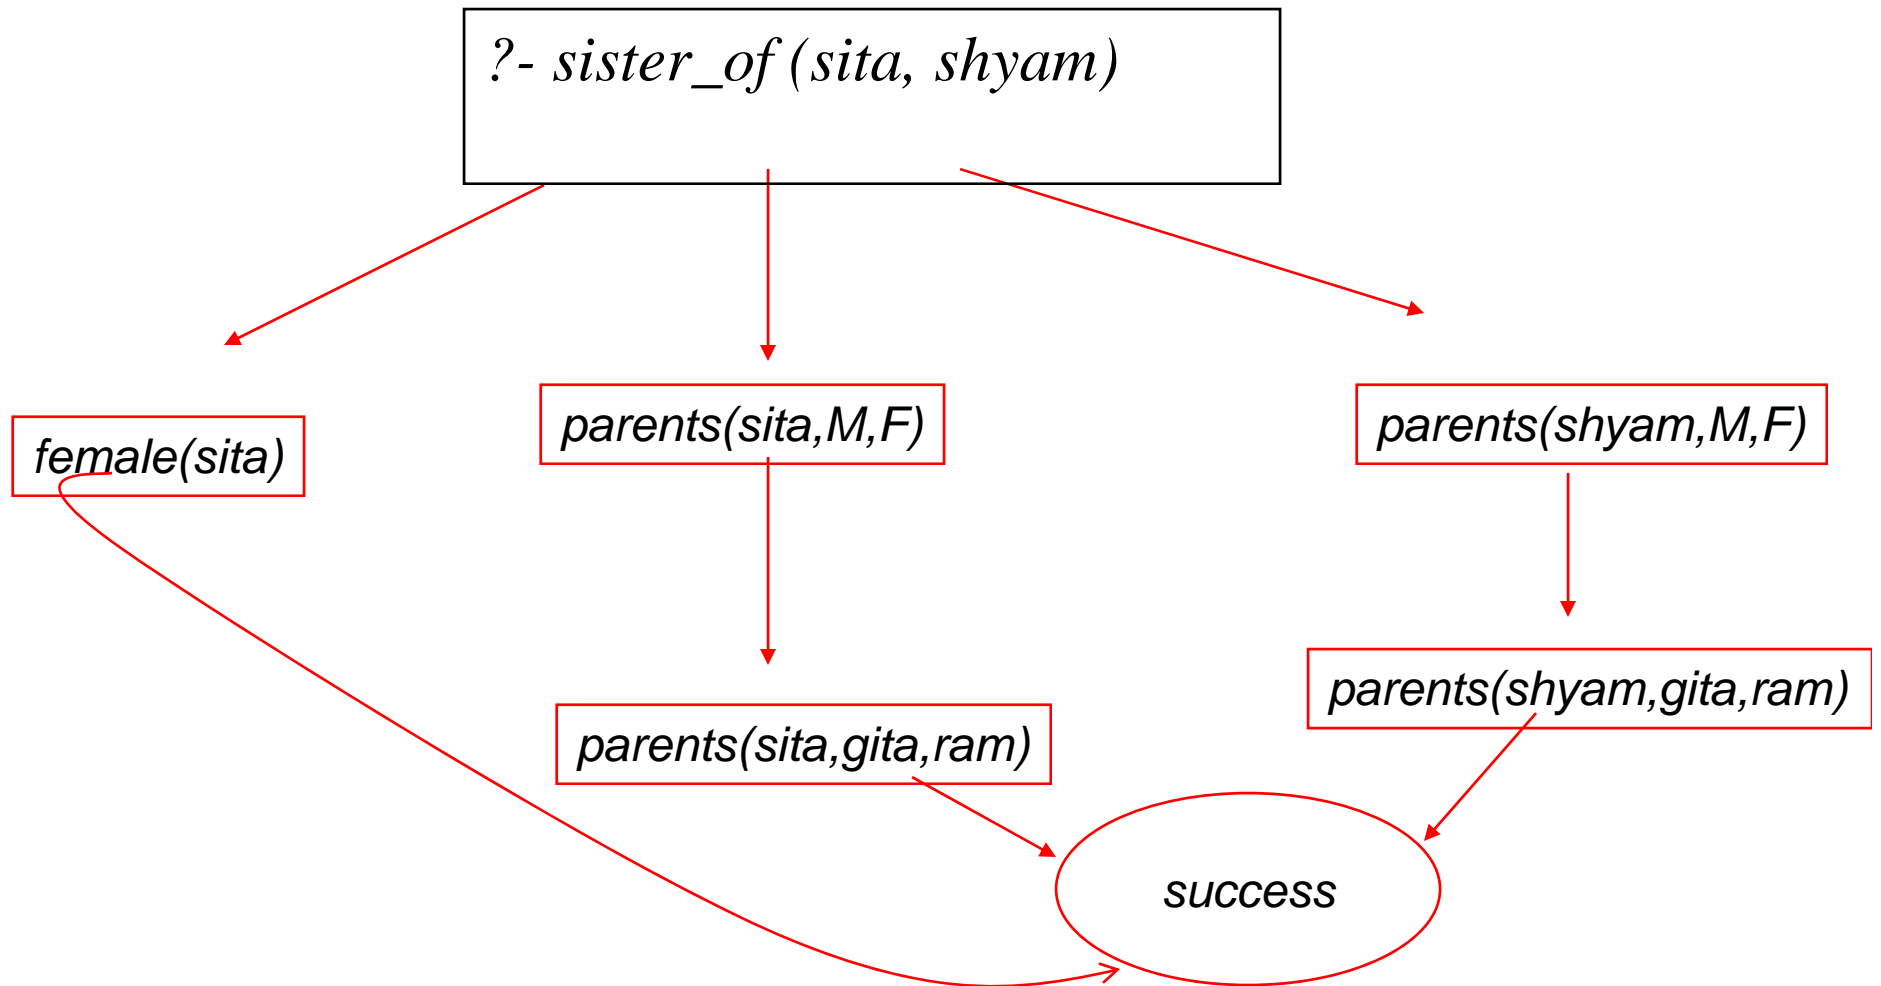 ?- sister_of (sita, shyam)
female(sita)
parents(sita,M,F)
parents(shyam,M,F)
parents(sita,gita,ram)
parents(shyam,gita,ram)
success